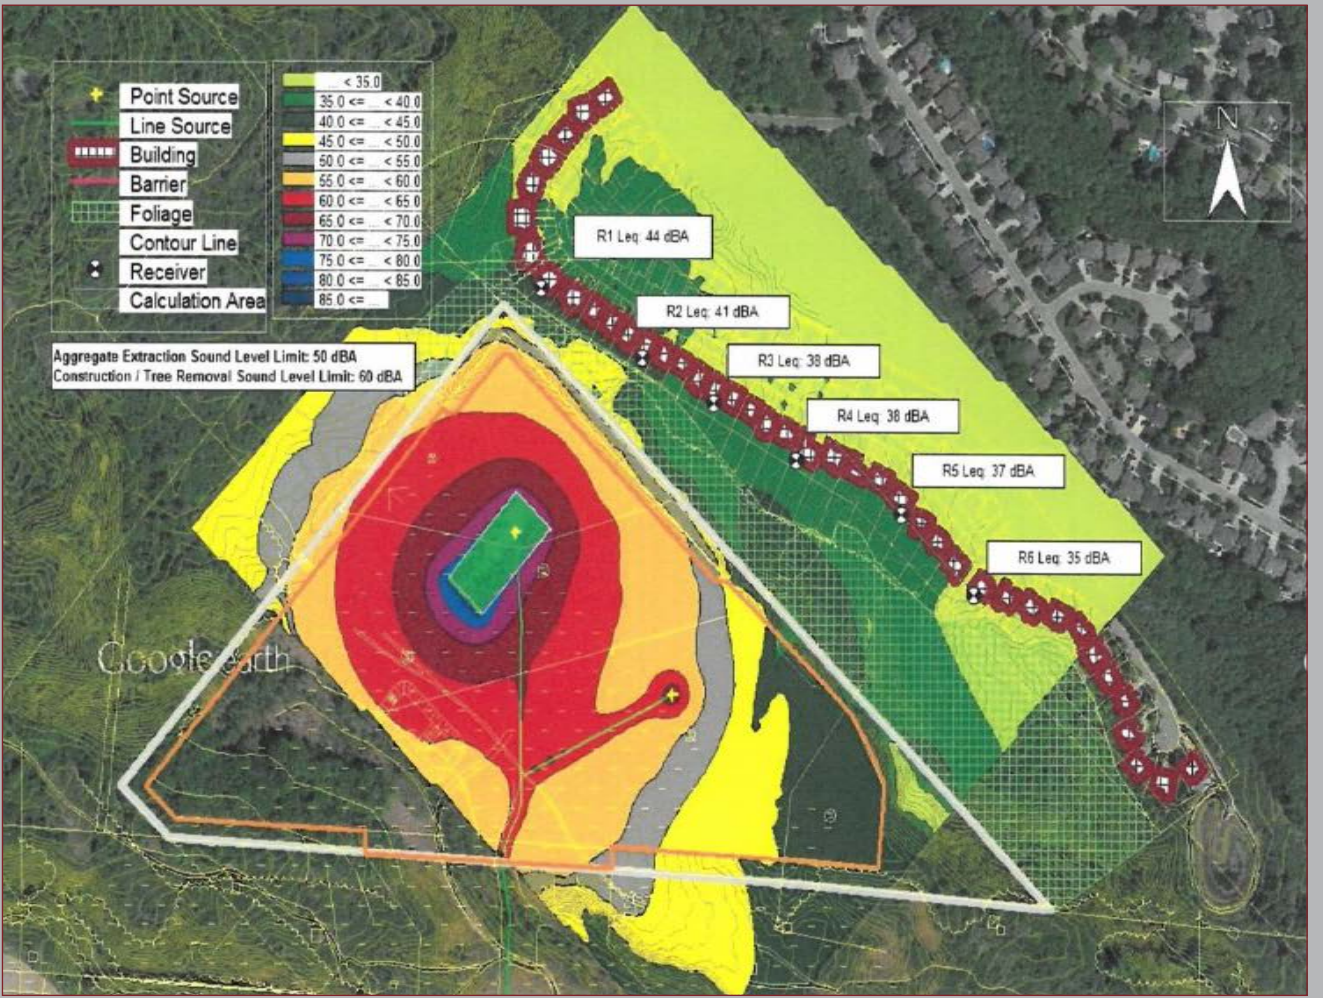 Point Source
Line Source
Building
Barrier
Foliage
Contour Line
Receiver
Calculation Area
... < 35.0
35.0 <= ... < 40.0
40.0 <= ... < 45.0
45.0 <= ... < 50.0
50.0 <= ... < 55.0
55.0 <= ... < 60.0
60.0 <= ... < 65.0
65.0 <= ... < 70.0
70.0 <= ... < 75.0
75.0 <= ... < 80.0
80.0 <= ... < 85.0
85.0 <= ...
N
Aggregate Extraction Sound Level Limit: 50 dBA
Construction / Tree Removal Sound Level Limit: 60 dBA
R1 Leq: 44 dBA
R2 Leq: 41 dBA
R3 Leq: 38 dBA
R4 Leq: 38 dBA
R5 Leq: 37 dBA
R6 Leq: 35 dBA
Google earth